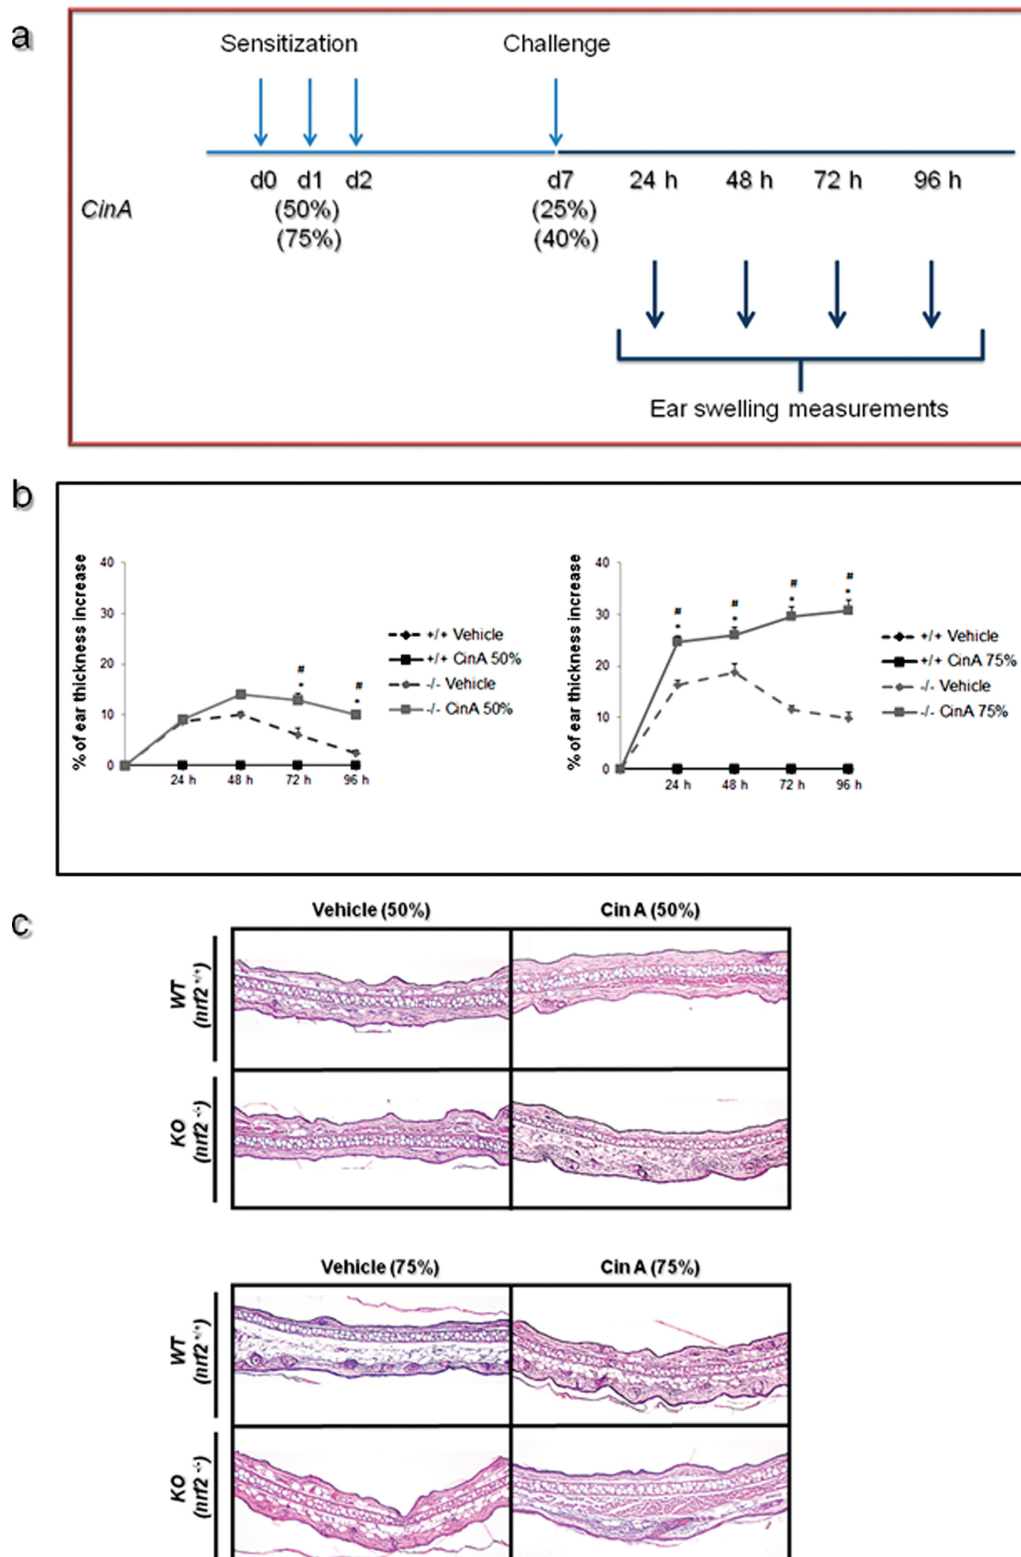 a
Sensitization Challenge
d0 d1 d2 d7 24 h 48 h 72 h 96 h
CinA (50%) (25%)
(75%) (40%)
Ear swelling measurements
b
% of ear thickness increase
40
30
20
10
0
# #
* *
24 h 48 h 72 h 96 h
+/+ Vehicle
+/+ CinA 50%
-/- Vehicle
-/- CinA 50%
% of ear thickness increase
40
30
20
10
0
# # # #
* * * *
24 h 48 h 72 h 96 h
+/+ Vehicle
+/+ CinA 75%
-/- Vehicle
-/- CinA 75%
c
Vehicle (50%) Cin A (50%)
WT
(nrf2 +/+)
KO
(nrf2 -/-)
Vehicle (75%) Cin A (75%)
WT
(nrf2 +/+)
KO
(nrf2 -/-)